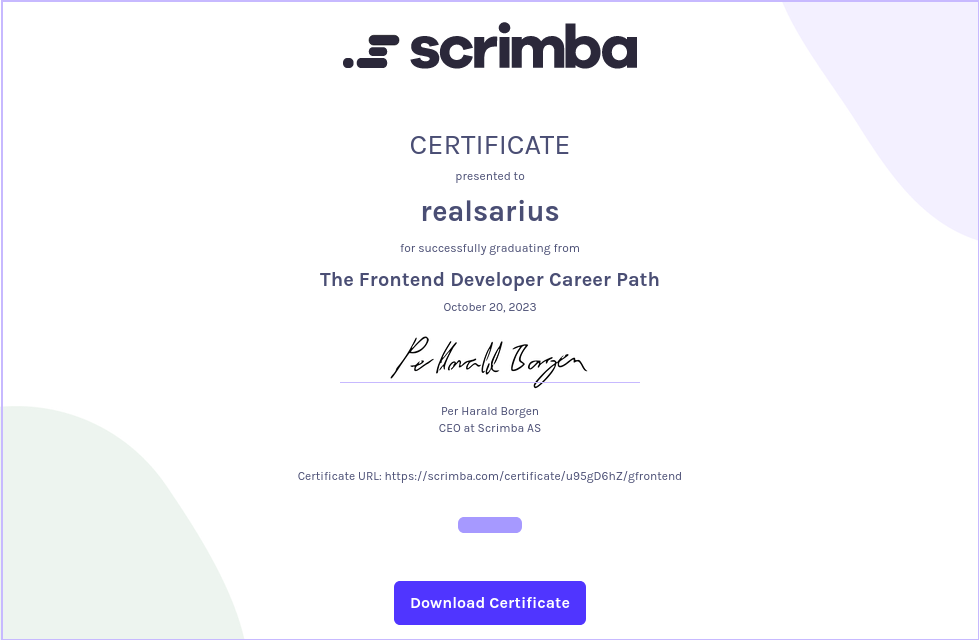 scrimba
CERTIFICATE
presented to
realsarius
for successfully graduating from
The Frontend Developer Career Path
October 20, 2023
Per Harald Borgen
Per Harald Borgen
CEO at Scrimba AS
Certificate URL: https://scrimba.com/certificate/u95gD6hZ/gfrontend
Download Certificate